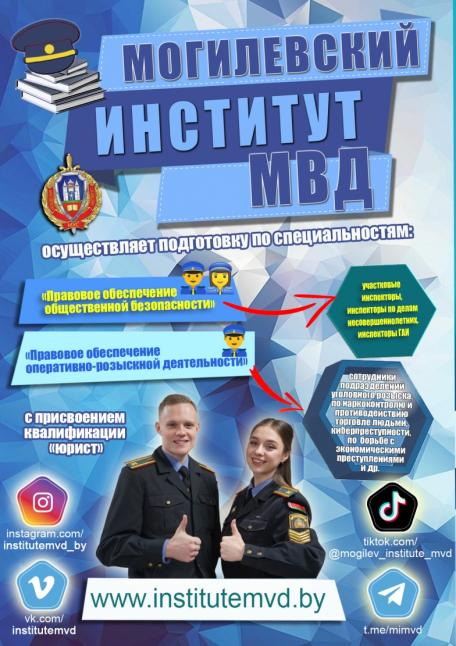 МОГИЛЕВСКИЙ
ИНСТИТУТ
МВД
осуществляет подготовку по специальностям:
«Правовое обеспечение
общественной безопасности»
участковые
инспекторы,
инспекторы по делам
несовершеннолетних,
инспекторы ГАИ
«Правовое обеспечение
оперативно-розыскной деятельности»
сотрудники
подразделений
уголовного розыска,
по наркоконтролю и
противодействию
торговле людьми,
киберпреступности,
по борьбе с
экономическими
преступлениями
и др.
с присвоением
квалификации
«юрист»
instagram.com/
institutemvd_by
tiktok.com/
@mogilev_institute_mvd
www.institutemvd.by
vk.com/
institutemvd
t.me/mimvd